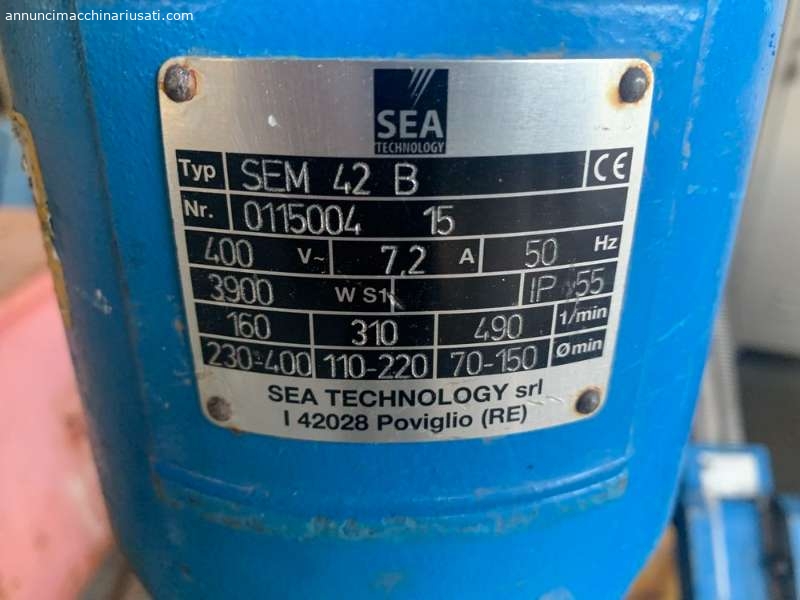 annuncimacchinariusati.com
SEA
TECHNOLOGY
Typ SEM 42 B CE
Nr. 0115004 15
400 V~ 7,2 A 50 Hz
3900 W S1 IP 55
160 310 490 1/min
230-400 110-220 70-150 Ø min
SEA TECHNOLOGY srl
I 42028 Poviglio (RE)